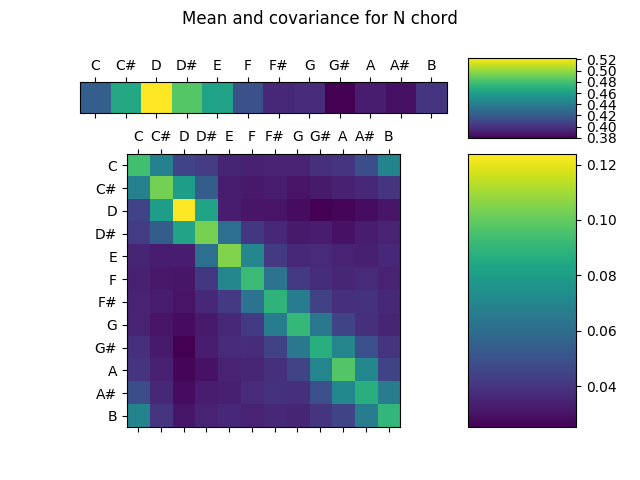 Mean and covariance for N chord
C C# D D# E F F# G G# A A# B
0.52
0.50
0.48
0.46
0.44
0.42
0.40
0.38
C C# D D# E F F# G G# A A# B
C
C#
D
D#
E
F
F#
G
G#
A
A#
B
0.12
0.10
0.08
0.06
0.04